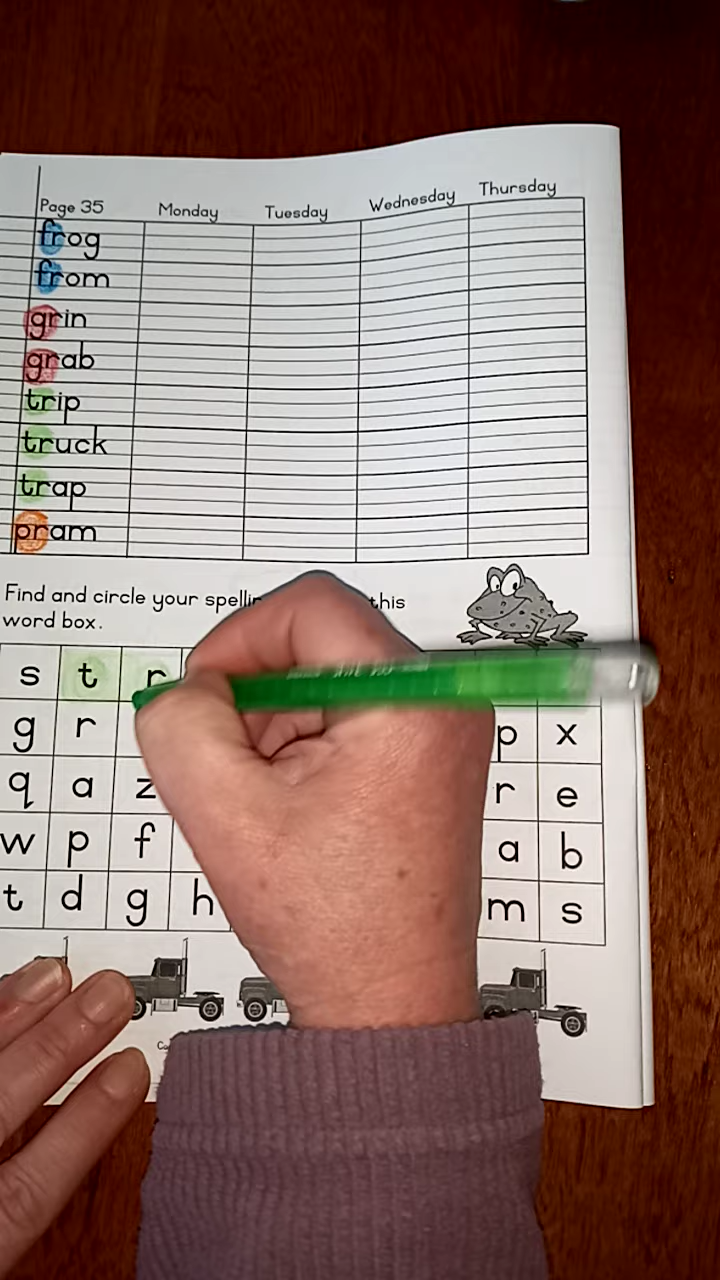 Page 35 Monday Tuesday Wednesday Thursday
frog
from
grin
grab
trip
truck
trap
pram
Find and circle your this
word box.
s t r
g r p x
q a z r e
w p f a b
t d g h m s